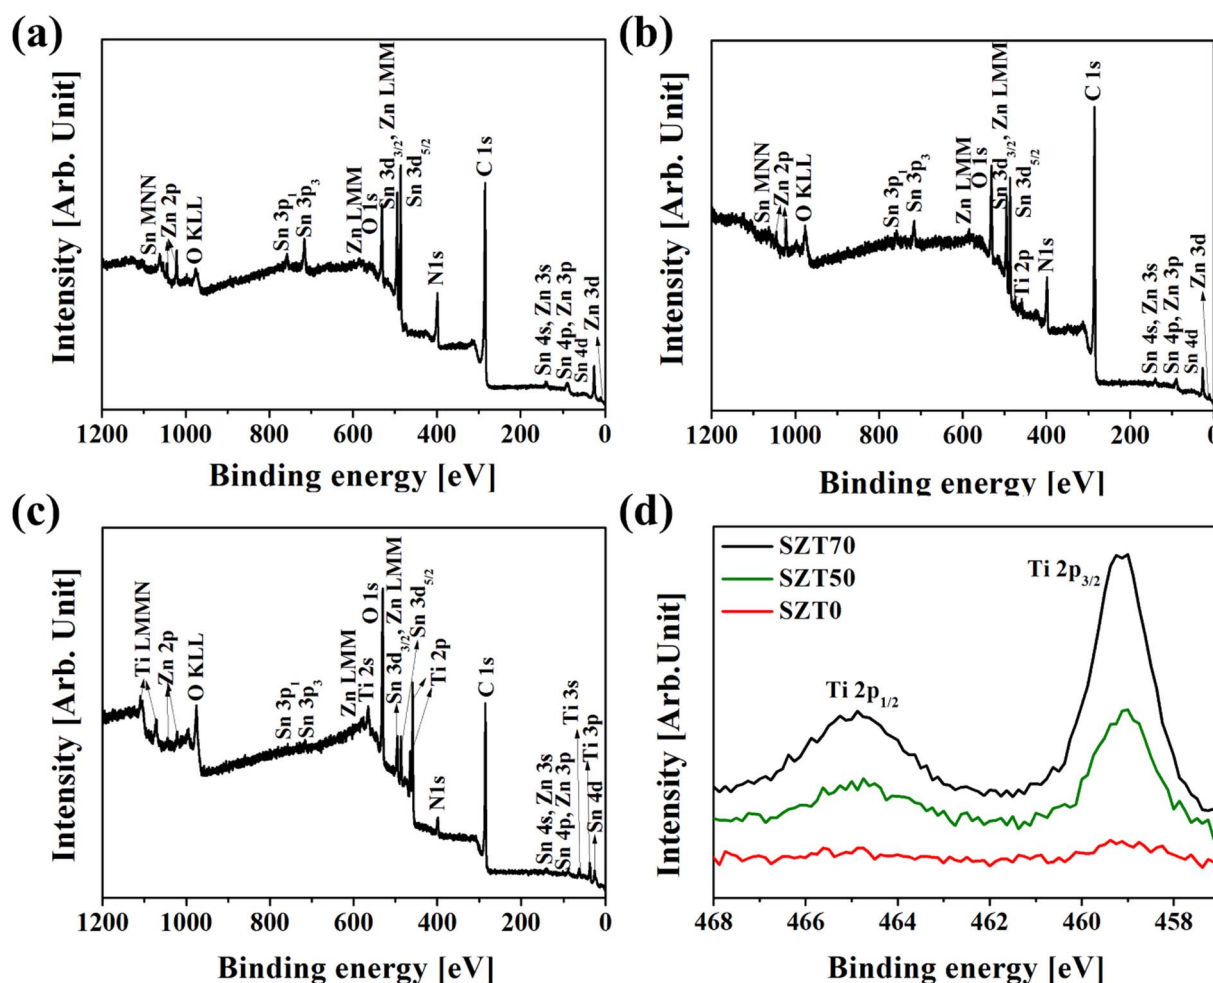 (a)
Intensity [Arb. Unit]
Sn MNN
Zn 2p
O KLL
Sn 3p₁
Sn 3p₃
Zn LMM
O 1s
Sn 3d₃/₂, Zn LMM
Sn 3d₅/₂
N1s
C 1s
Sn 4s, Zn 3s
Sn 4p, Zn 3p
Sn 4d
Zn 3d
1200 1000 800 600 400 200 0
Binding energy [eV]
(b)
Intensity [Arb. Unit]
Sn MNN
Zn 2p
O KLL
Sn 3p₁
Sn 3p₃
Zn LMM
O 1s
Sn 3d₃/₂, Zn LMM
Sn 3d₅/₂
Ti 2p
N1s
C 1s
Sn 4s, Zn 3s
Sn 4p, Zn 3p
Sn 4d
Zn 3d
1200 1000 800 600 400 200 0
Binding energy [eV]
(c)
Intensity [Arb. Unit]
Ti LMMN
Zn 2p
O KLL
Sn 3p₁
Sn 3p₃
Zn LMM
Ti 2s
O 1s
Sn 3d₃/₂, Zn LMM
Sn 3d₅/₂
Ti 2p
N1s
C 1s
Sn 4s, Zn 3s
Sn 4p, Zn 3p
Ti 3s
Ti 3p
Sn 4d
1200 1000 800 600 400 200 0
Binding energy [eV]
(d)
Intensity [Arb.Unit]
SZT70
SZT50
SZT0
Ti 2p₁/₂
Ti 2p₃/₂
468 466 464 462 460 458
Binding energy [eV]